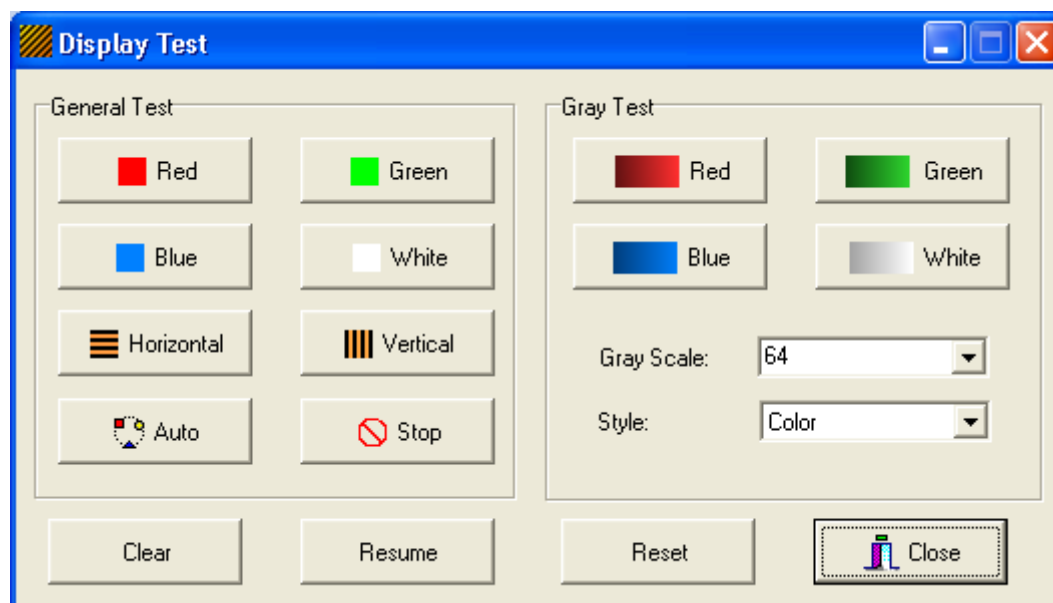 Display Test
General Test
Red
Green
Blue
White
Horizontal
Vertical
Auto
Stop
Gray Test
Red
Green
Blue
White
Gray Scale: 64
Style: Color
Clear
Resume
Reset
Close